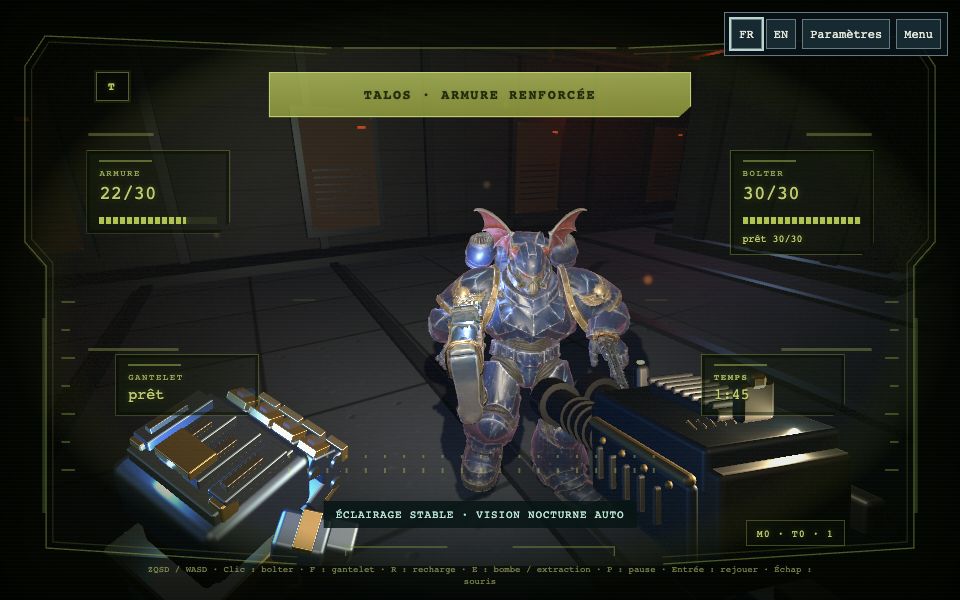 FR EN Paramètres Menu
T
TALOS · ARMURE RENFORCÉE
ARMURE
22/30
BOLTER
30/30
prêt 30/30
GANTELET
prêt
TEMPS
1:45
ÉCLAIRAGE STABLE · VISION NOCTURNE AUTO
M0 · T0 · 1
ZQSD / WASD · Clic : bolter · F : gantelet · R : recharge · E : bombe / extraction · P : pause · Entrée : rejouer · Échap :
souris